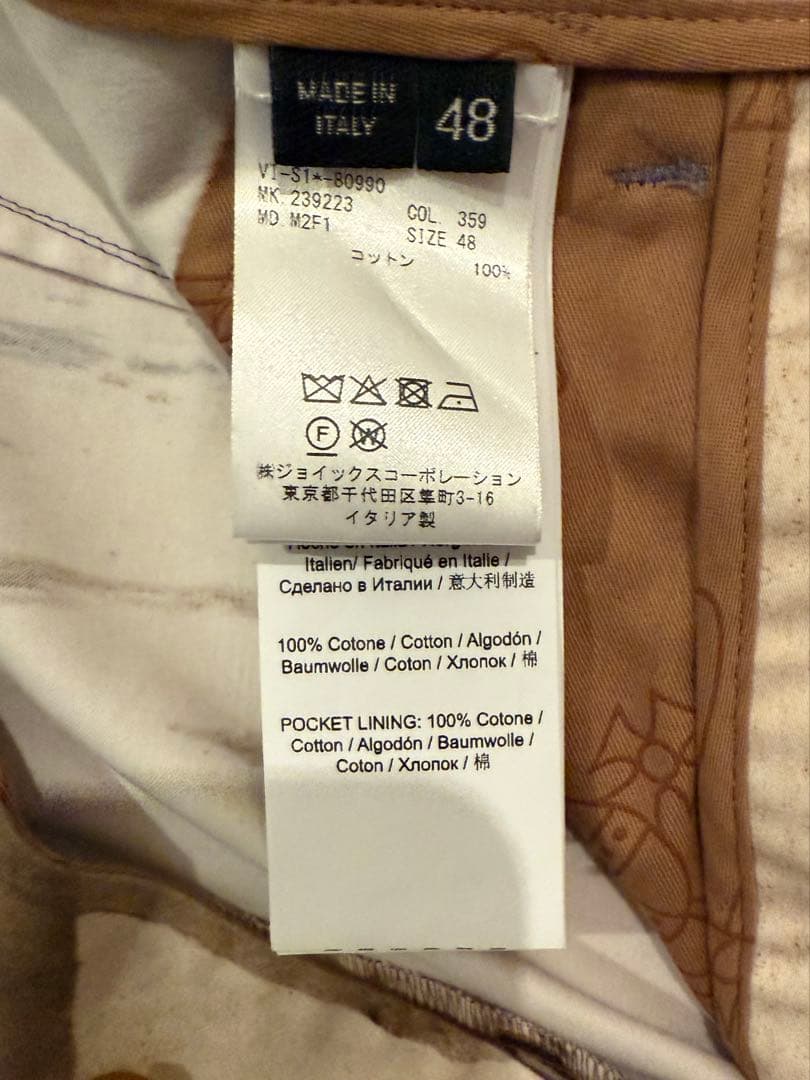 MADE IN
ITALY
48
VI-S1*-80990
MK. 239223
MD. M2F1
COL. 359
SIZE 48
コットン 100%
F
W
㈱ジョイックスコーポレーション
東京都千代田区隼町3-16
イタリア製
Italien/ Fabriqué en Italie /
Сделано в Италии / 意大利制造
100% Cotone / Cotton / Algodón /
Baumwolle / Coton / Хлопок / 棉
POCKET LINING: 100% Cotone /
Cotton / Algodón / Baumwolle /
Coton / Хлопок / 棉